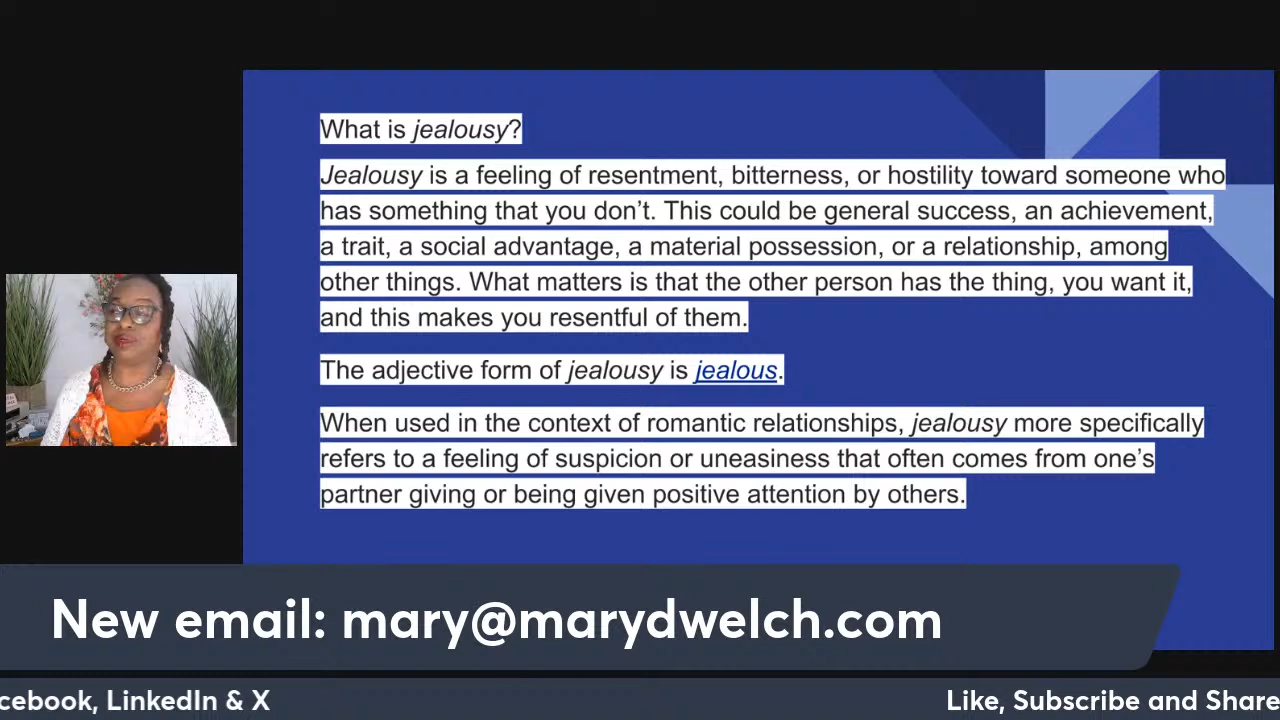 What is jealousy?
Jealousy is a feeling of resentment, bitterness, or hostility toward someone who
has something that you don’t. This could be general success, an achievement,
a trait, a social advantage, a material possession, or a relationship, among
other things. What matters is that the other person has the thing, you want it,
and this makes you resentful of them.
The adjective form of jealousy is jealous.
When used in the context of romantic relationships, jealousy more specifically
refers to a feeling of suspicion or uneasiness that often comes from one’s
partner giving or being given positive attention by others.
New email: mary@marydwelch.com
cebook, LinkedIn & X
Like, Subscribe and Share